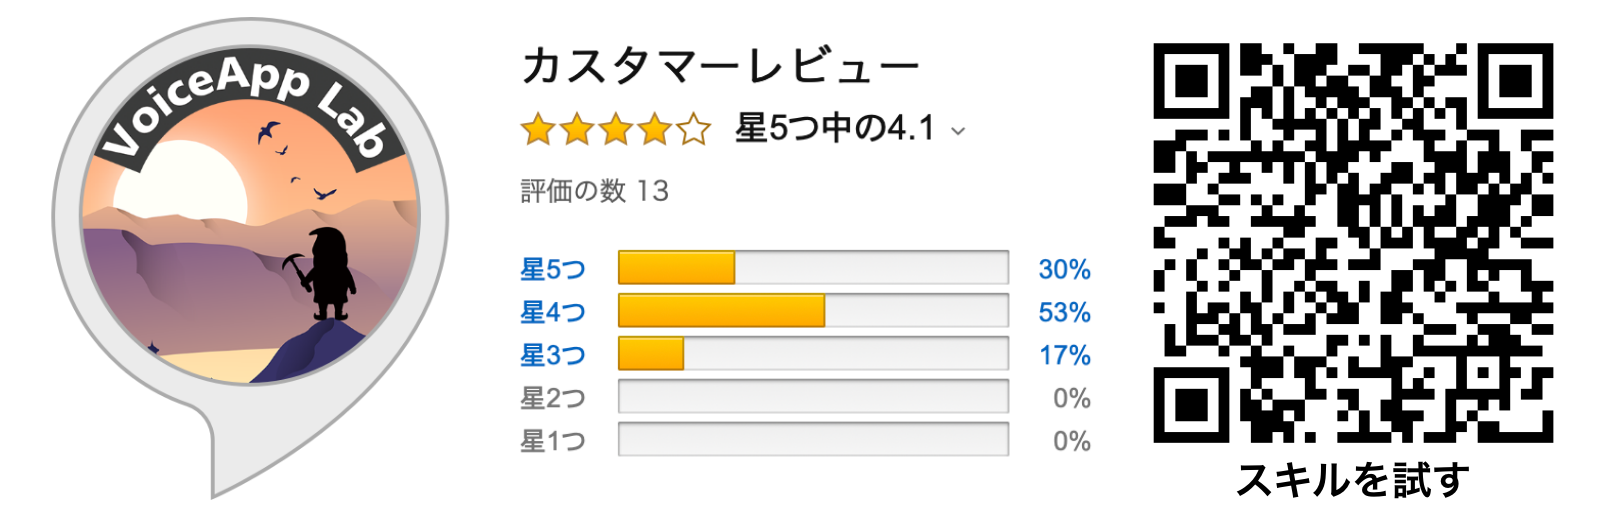 VoiceApp Lab
カスタマーレビュー
星5つ中の4.1
評価の数 13
星5つ 30%
星4つ 53%
星3つ 17%
星2つ 0%
星1つ 0%
スキルを試す